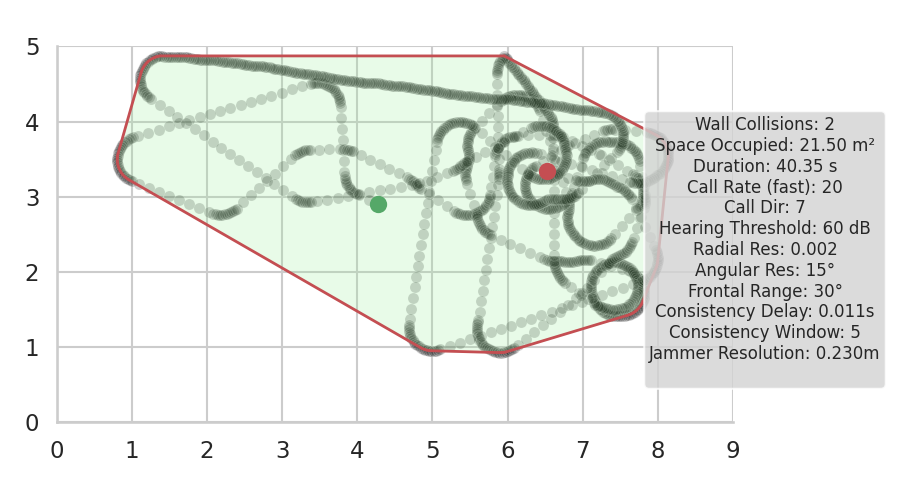 5
4
3
2
1
0
0 1 2 3 4 5 6 7 8 9
Wall Collisions: 2
Space Occupied: 21.50 m²
Duration: 40.35 s
Call Rate (fast): 20
Call Dir: 7
Hearing Threshold: 60 dB
Radial Res: 0.002
Angular Res: 15°
Frontal Range: 30°
Consistency Delay: 0.011s
Consistency Window: 5
Jammer Resolution: 0.230m